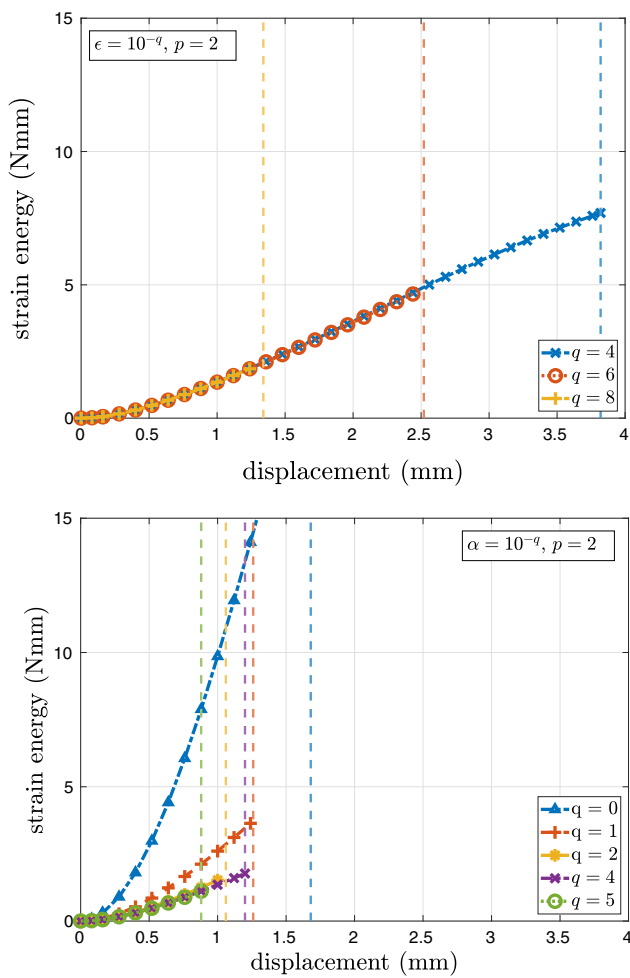 15
ϵ = 10^{-q}, p = 2
10
strain energy (Nmm)
5
q = 4
q = 6
q = 8
0
0 0.5 1 1.5 2 2.5 3 3.5 4
displacement (mm)
15
α = 10^{-q}, p = 2
10
strain energy (Nmm)
5
q = 0
q = 1
q = 2
q = 4
q = 5
0
0 0.5 1 1.5 2 2.5 3 3.5 4
displacement (mm)